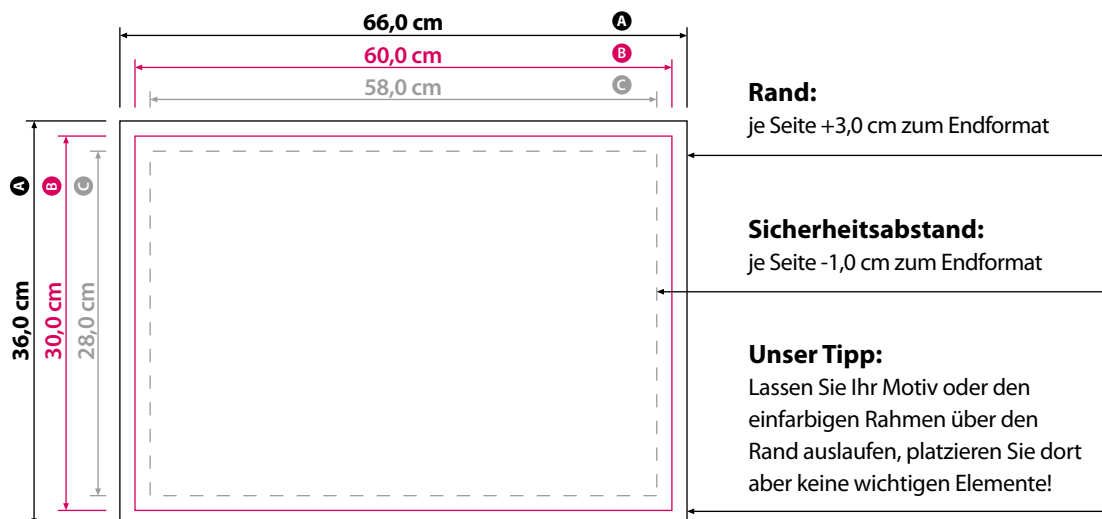 66,0 cm A
60,0 cm B
58,0 cm C
A
B
C
36,0 cm
30,0 cm
28,0 cm
Rand:
je Seite +3,0 cm zum Endformat
Sicherheitsabstand:
je Seite -1,0 cm zum Endformat
Unser Tipp:
Lassen Sie Ihr Motiv oder den
einfarbigen Rahmen über den
Rand auslaufen, platzieren Sie dort
aber keine wichtigen Elemente!